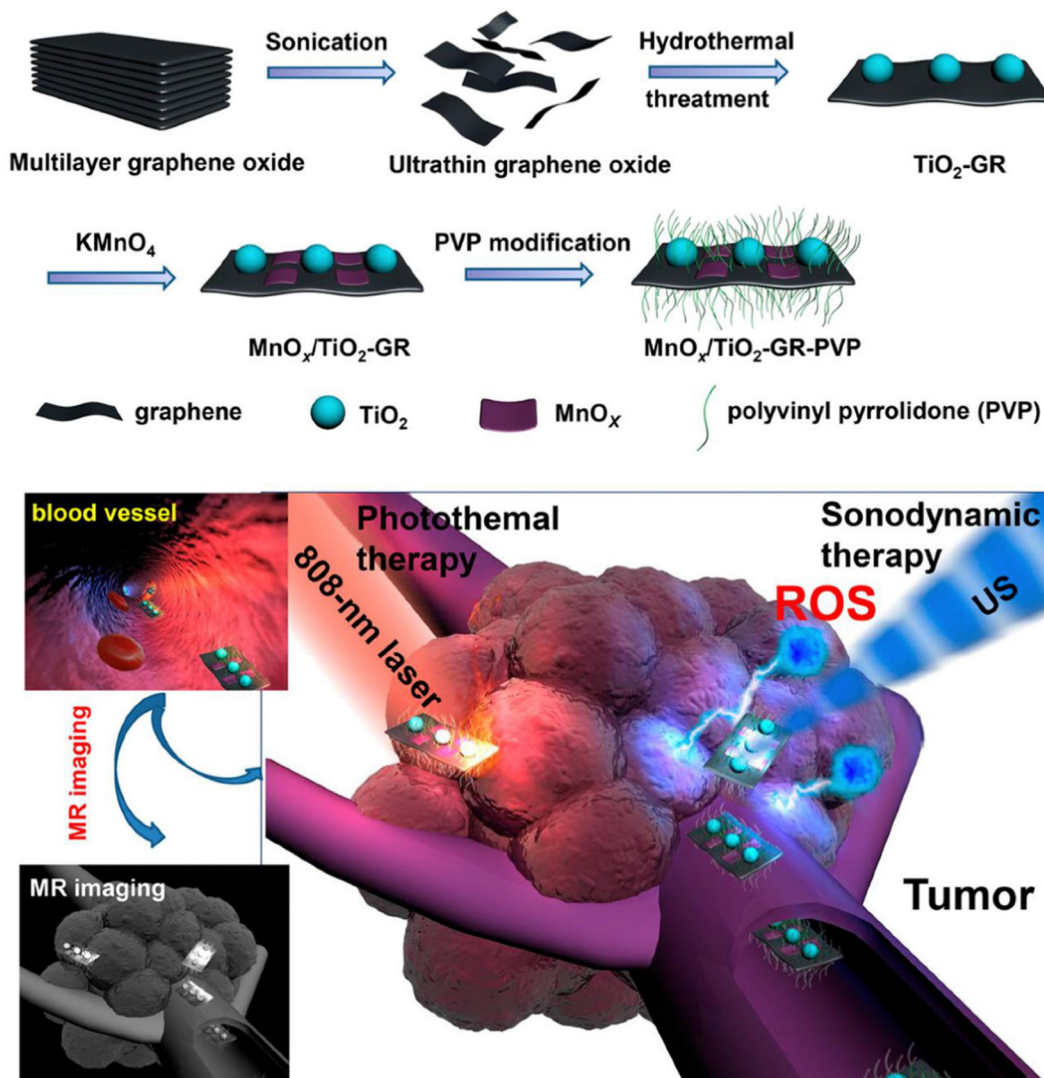 Sonication
Hydrothermal
threatment
Multilayer graphene oxide
Ultrathin graphene oxide
TiO₂-GR
KMnO₄
PVP modification
MnOₓ/TiO₂-GR
MnOₓ/TiO₂-GR-PVP
graphene
TiO₂
MnOₓ
polyvinyl pyrrolidone (PVP)
blood vessel
Photothemal
therapy
808-nm laser
Sonodynamic
therapy
ROS
US
MR imaging
MR imaging
Tumor